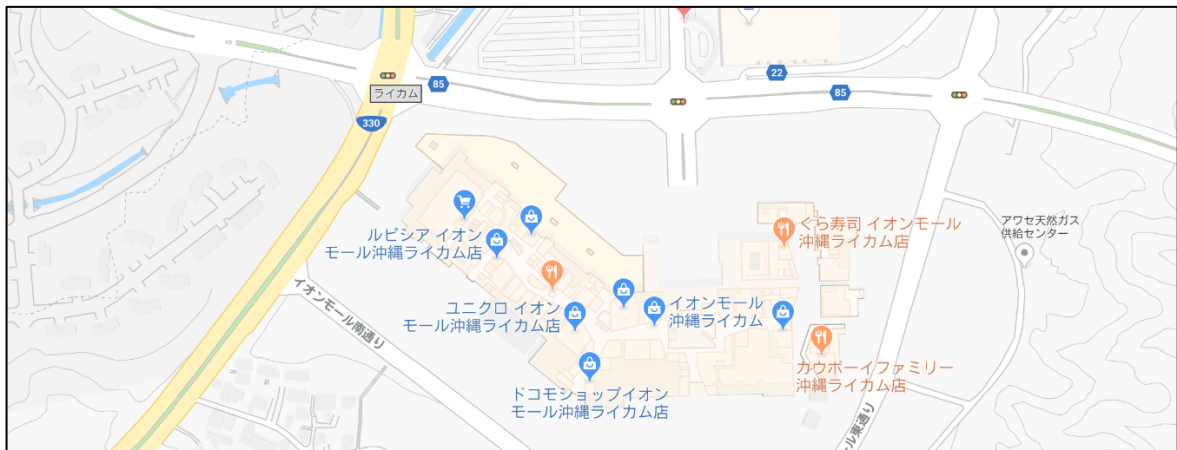 85
22
85
ライカム
330
ぐら寿司 イオンモール
沖縄ライカム店
アワセ天然ガス
供給センター
ルピシア イオン
モール沖縄ライカム店
イオンモール南通り
ユニクロ イオン
モール沖縄ライカム店
イオンモール
沖縄ライカム
カウボーイファミリー
沖縄ライカム店
ドコモショップイオン
モール沖縄ライカム店
ール東通り